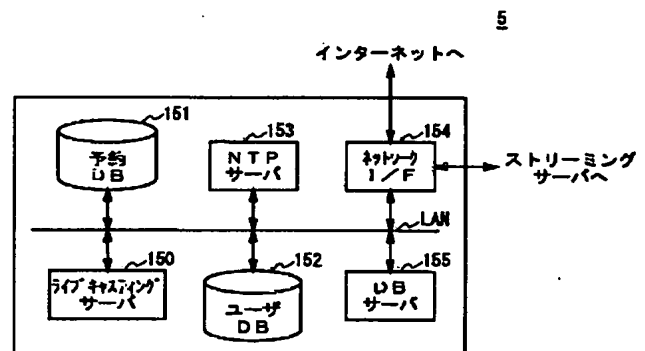 5
インターネットへ
151
予約
DB
153
NTP
サーバ
154
ネットワーク
I/F
ストリーミング
サーバへ
LAN
150
ライブキャスティング
サーバ
152
ユーザ
DB
155
DB
サーバ